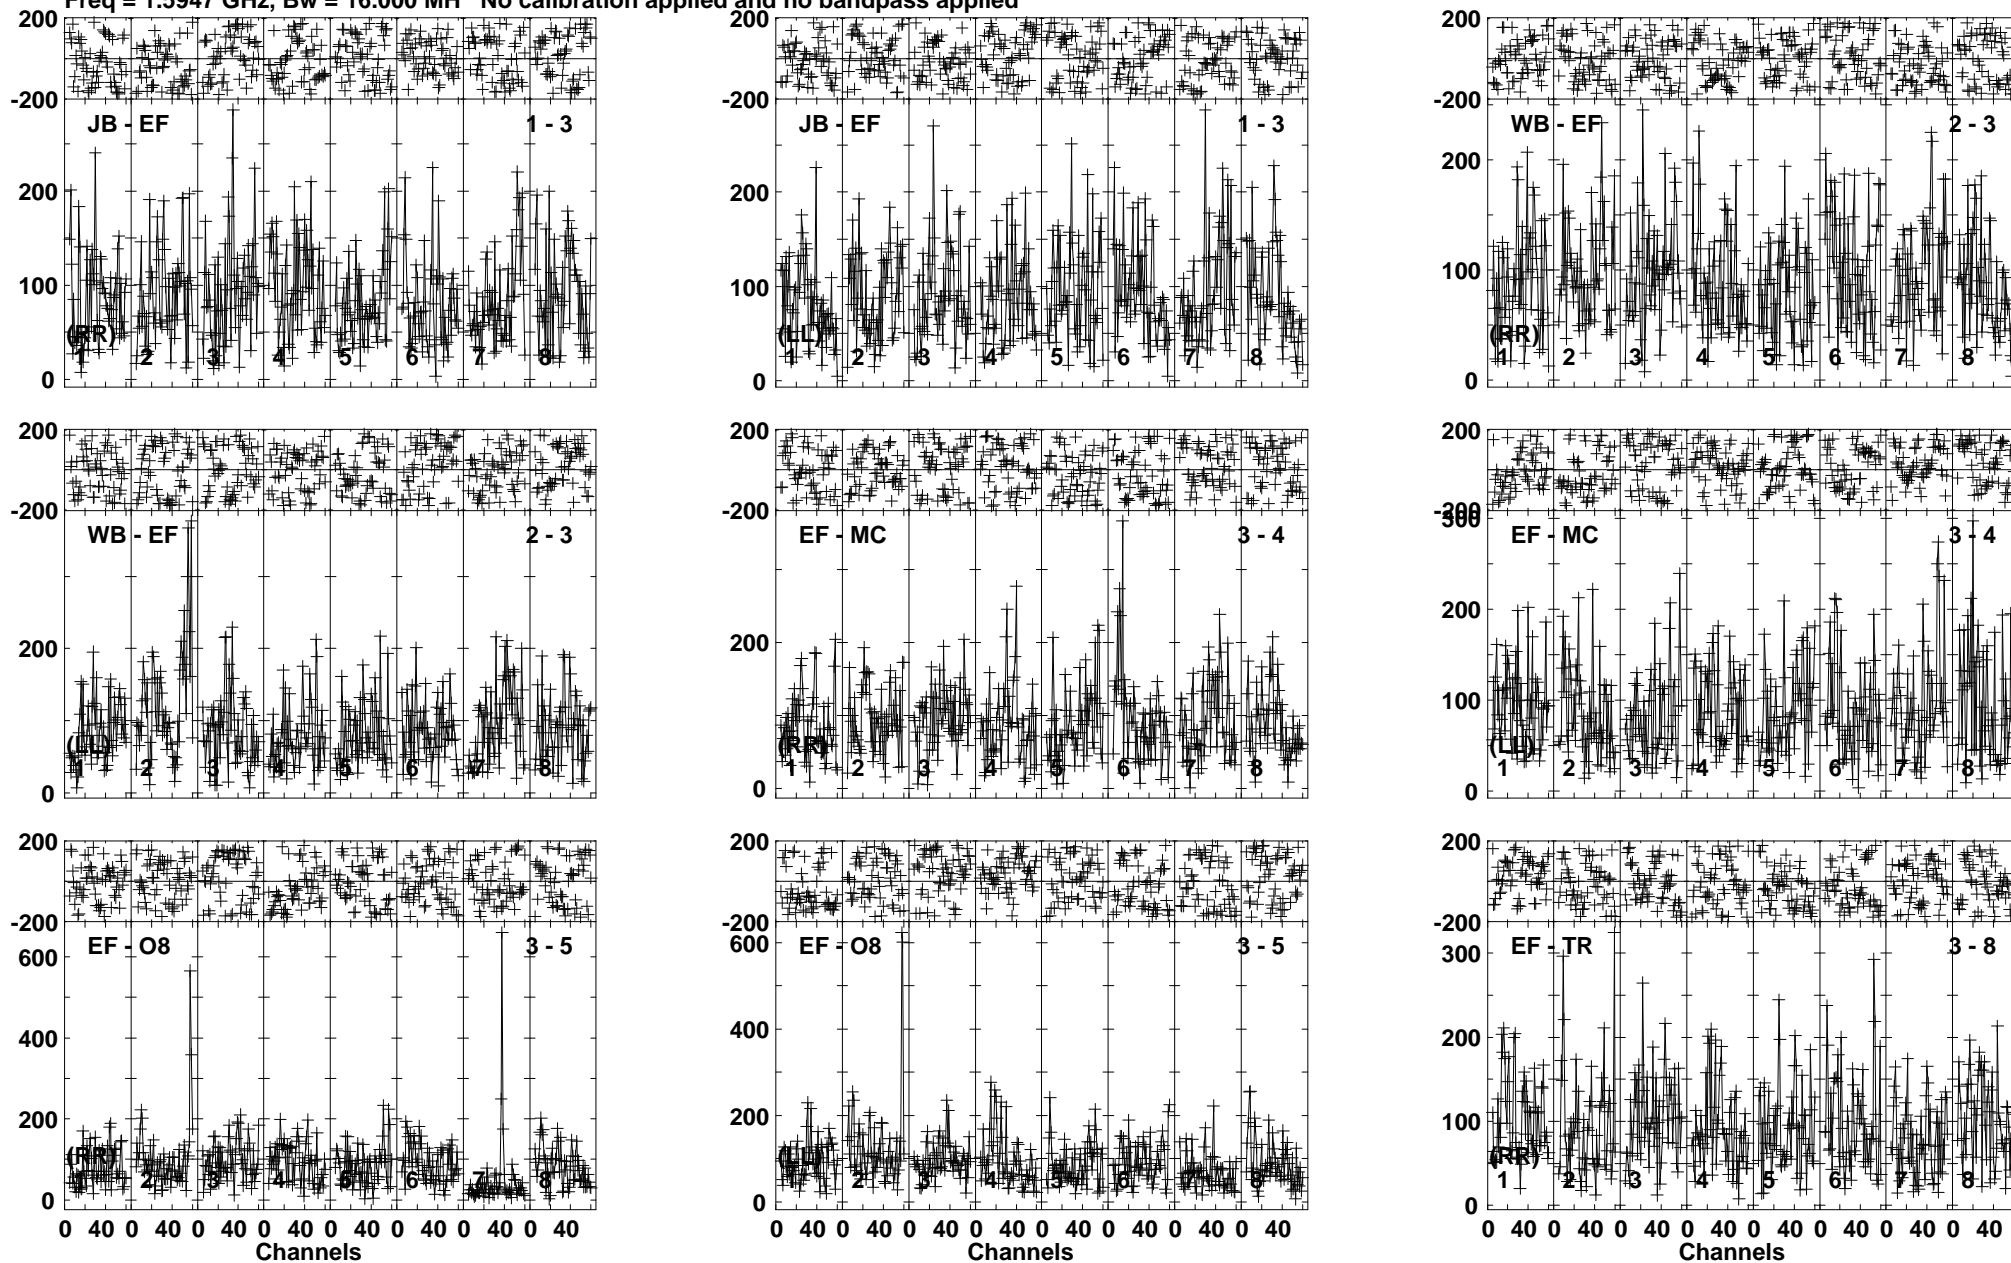 Freq = 1.5947 GHz, Bw = 16.000 MH No calibration applied and no bandpass applied
200 200 200
-200 -200 -200
JB - EF 1 - 3 JB - EF 1 - 3 WB - EF 2 - 3
200 200 200
100 100 100
(RR) (LL) (RR)
1 2 3 4 5 6 7 8 1 2 3 4 5 6 7 8 1 2 3 4 5 6 7 8
0 0 0
200 200 200
-200 -200 -200
300
WB - EF 2 - 3 EF - MC 3 - 4 EF - MC 3 - 4
200 200 200
100
(LL) (RR) (LL)
1 2 3 4 5 6 7 8 1 2 3 4 5 6 7 8 1 2 3 4 5 6 7 8
0 0 0
200 200 200
-200 -200 -200
EF - O8 3 - 5 EF - O8 3 - 5 EF - TR 3 - 8
600 600 300
400 400 200
200 200 100
(RR) (LL) (RR)
1 2 3 4 5 6 7 8 1 2 3 4 5 6 7 8 1 2 3 4 5 6 7 8
0 0 0
0 40 0 40 0 40 0 40 0 40 0 40 0 40 0 40 0 40 0 40 0 40 0 40 0 40 0 40 0 40 0 40 0 40 0 40 0 40 0 40 0 40 0 40 0 40 0 40
Channels Channels Channels